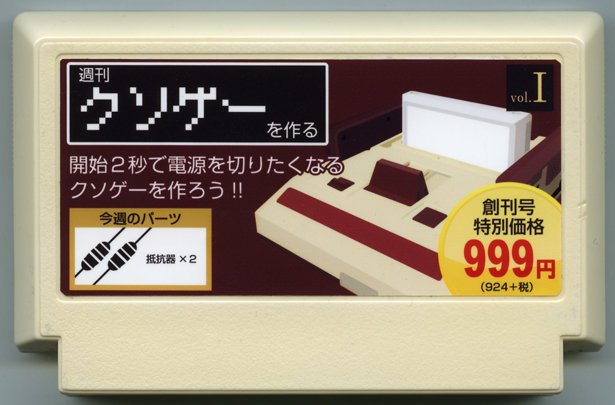 週刊
クソゲー
を作る
vol.I
開始2秒で電源を切りたくなる
クソゲーを作ろう!!
今週のパーツ
抵抗器×2
創刊号
特別価格
999円
(924+税)